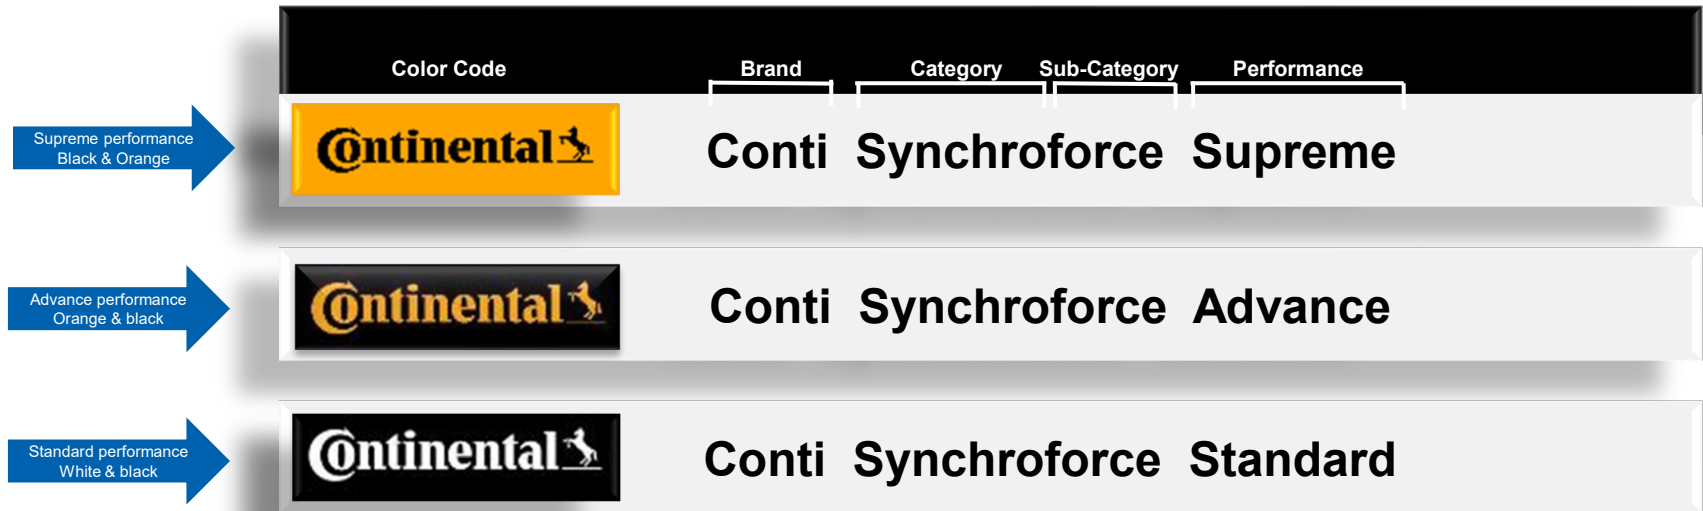 Color Code Brand Category Sub-Category Performance
Supreme performance
Black & Orange
Continental
Conti Synchroforce Supreme
Advance performance
Orange & black
Continental
Conti Synchroforce Advance
Standard performance
White & black
Continental
Conti Synchroforce Standard